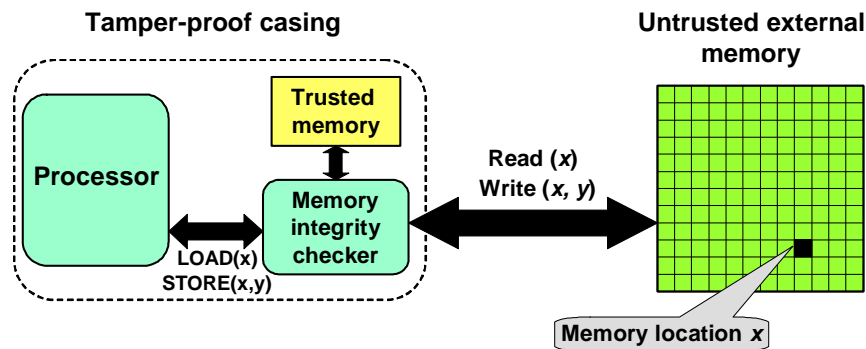 Tamper-proof casing
Untrusted external
memory
Trusted
memory
Processor
Memory
integrity
checker
LOAD(x)
STORE(x,y)
Read (x)
Write (x, y)
Memory location x